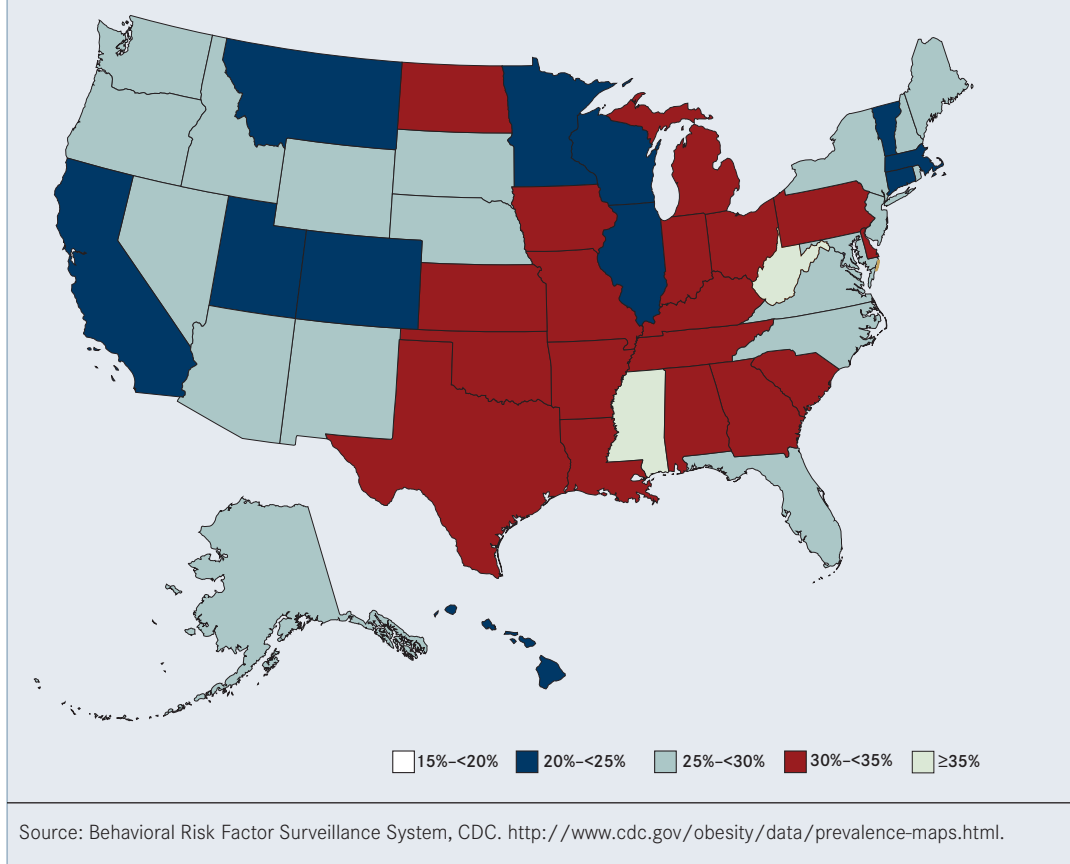 15%–<20% 20%–<25% 25%–<30% 30%–<35% ≥35%
Source: Behavioral Risk Factor Surveillance System, CDC. http://www.cdc.gov/obesity/data/prevalence-maps.html.